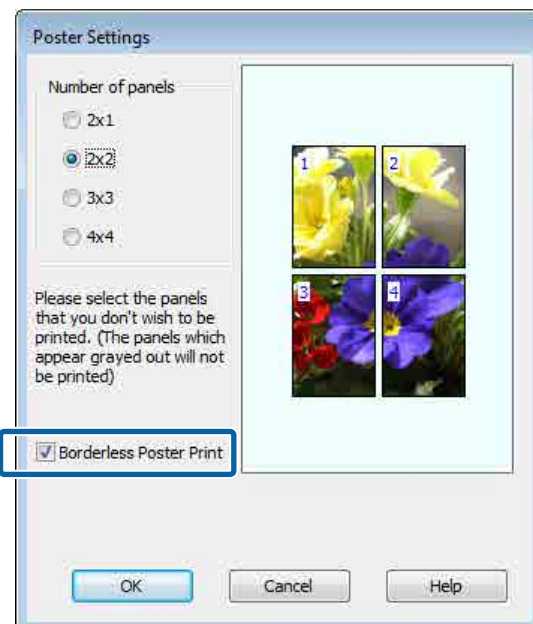 Poster Settings
Number of panels
2x1
2x2
3x3
4x4
1
2
3
4
Please select the panels
that you don't wish to be
printed. (The panels which
appear grayed out will not
be printed)
Borderless Poster Print
OK
Cancel
Help